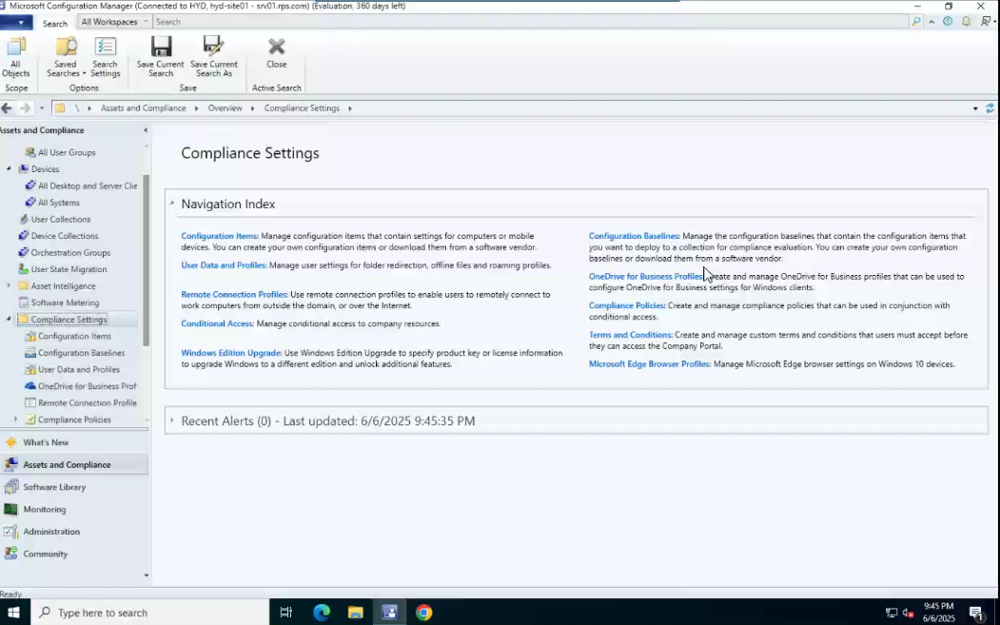 Microsoft Configuration Manager (Connected to HYD, hyd-site01 - srv01.rps.com) (Evaluation, 360 days left)
Search
All Workspaces
Search
All Objects
Saved Searches
Search Settings
Save Current Search
Save Current Search As
Close
Scope
Options
Save
Active Search
\ Assets and Compliance Overview Compliance Settings
Assets and Compliance
All User Groups
Devices
All Desktop and Server Clie
All Systems
User Collections
Device Collections
Orchestration Groups
User State Migration
Asset Intelligence
Software Metering
Compliance Settings
Configuration Items
Configuration Baselines
User Data and Profiles
OneDrive for Business Prof
Remote Connection Profile
Compliance Policies
What's New
Assets and Compliance
Software Library
Monitoring
Administration
Community
Compliance Settings
Navigation Index
Configuration Items: Manage configuration items that contain settings for computers or mobile
devices. You can create your own configuration items or download them from a software vendor.
User Data and Profiles: Manage user settings for folder redirection, offline files and roaming profiles.
Remote Connection Profiles: Use remote connection profiles to enable users to remotely connect to
work computers from outside the domain, or over the Internet.
Conditional Access: Manage conditional access to company resources.
Windows Edition Upgrade: Use Windows Edition Upgrade to specify product key or license information
to upgrade Windows to a different edition and unlock additional features.
Configuration Baselines: Manage the configuration baselines that contain the configuration items that
you want to deploy to a collection for compliance evaluation. You can create your own configuration
baselines or download them from a software vendor.
OneDrive for Business Profiles: Create and manage OneDrive for Business profiles that can be used to
configure OneDrive for Business settings for Windows clients.
Compliance Policies: Create and manage compliance policies that can be used in conjunction with
conditional access.
Terms and Conditions: Create and manage custom terms and conditions that users must accept before
they can access the Company Portal.
Microsoft Edge Browser Profiles: Manage Microsoft Edge browser settings on Windows 10 devices.
Recent Alerts (0) - Last updated: 6/6/2025 9:45:35 PM
Ready
Type here to search
9:45 PM
6/6/2025
1